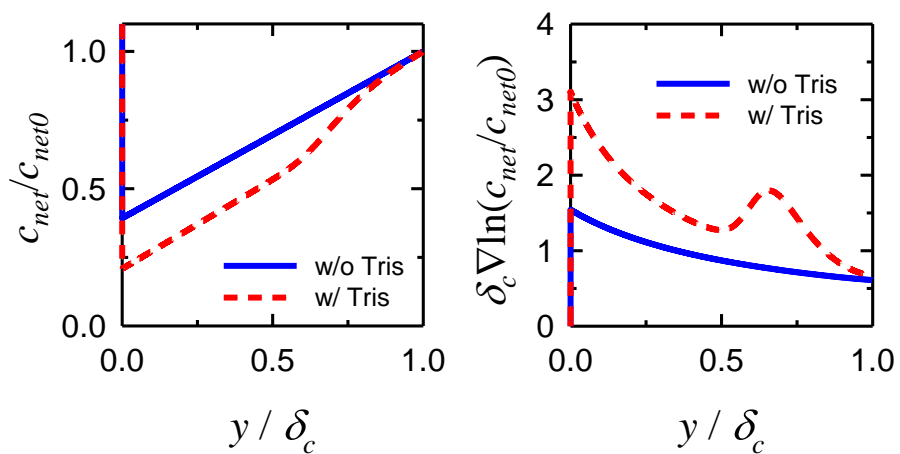 c_net/c_net0
1.0
0.5
0.0
w/o Tris
w/ Tris
0.0
0.5
1.0
y / δ_c
δ_c∇ln(c_net/c_net0)
4
3
2
1
0
w/o Tris
w/ Tris
0.0
0.5
1.0
y / δ_c